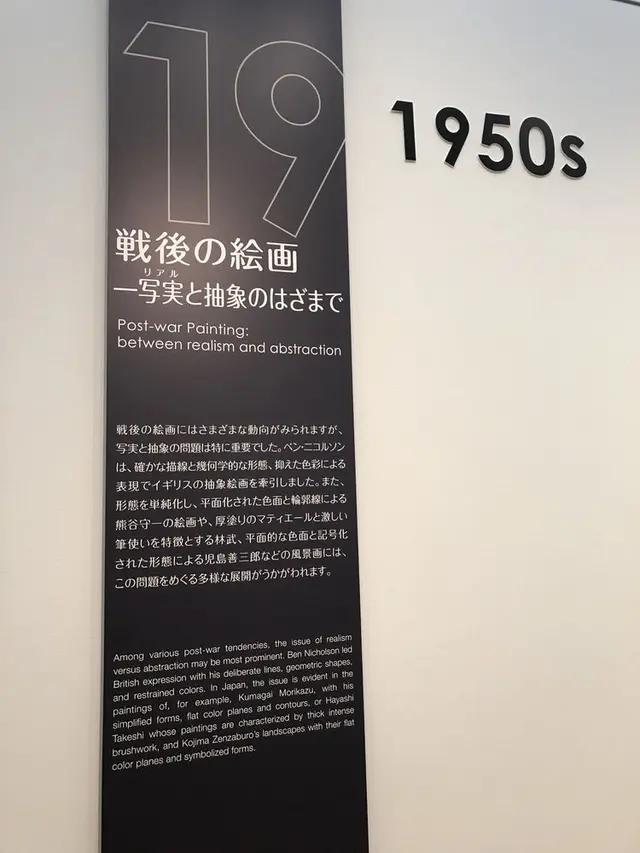 19
1950s
戦後の絵画
リアル
―写実と抽象のはざまで
Post-war Painting:
between realism and abstraction
戦後の絵画にはさまざまな動向がみられますが、
写実と抽象の問題は特に重要でした。ベン・ニコルソン
は、確かな描線と幾何学的な形態、抑えた色彩による
表現でイギリスの抽象絵画を牽引しました。また、
形態を単純化し、平面化された色面と輪郭線による
熊谷守一の絵画や、厚塗りのマティエールと激しい
筆使いを特徴とする林武、平面的な色面と記号化
された形態による児島善三郎などの風景画には、
この問題をめぐる多様な展開がうかがわれます。
Among various post-war tendencies, the issue of realism
versus abstraction may be most prominent. Ben Nicholson led
British expression with his deliberate lines, geometric shapes,
and restrained colors. In Japan, the issue is evident in the
paintings of, for example, Kumagai Morikazu, with his
simplified forms, flat color planes and contours, or Hayashi
Takeshi whose paintings are characterized by thick intense
brushwork, and Kojima Zenzaburo's landscapes with their flat
color planes and symbolized forms.